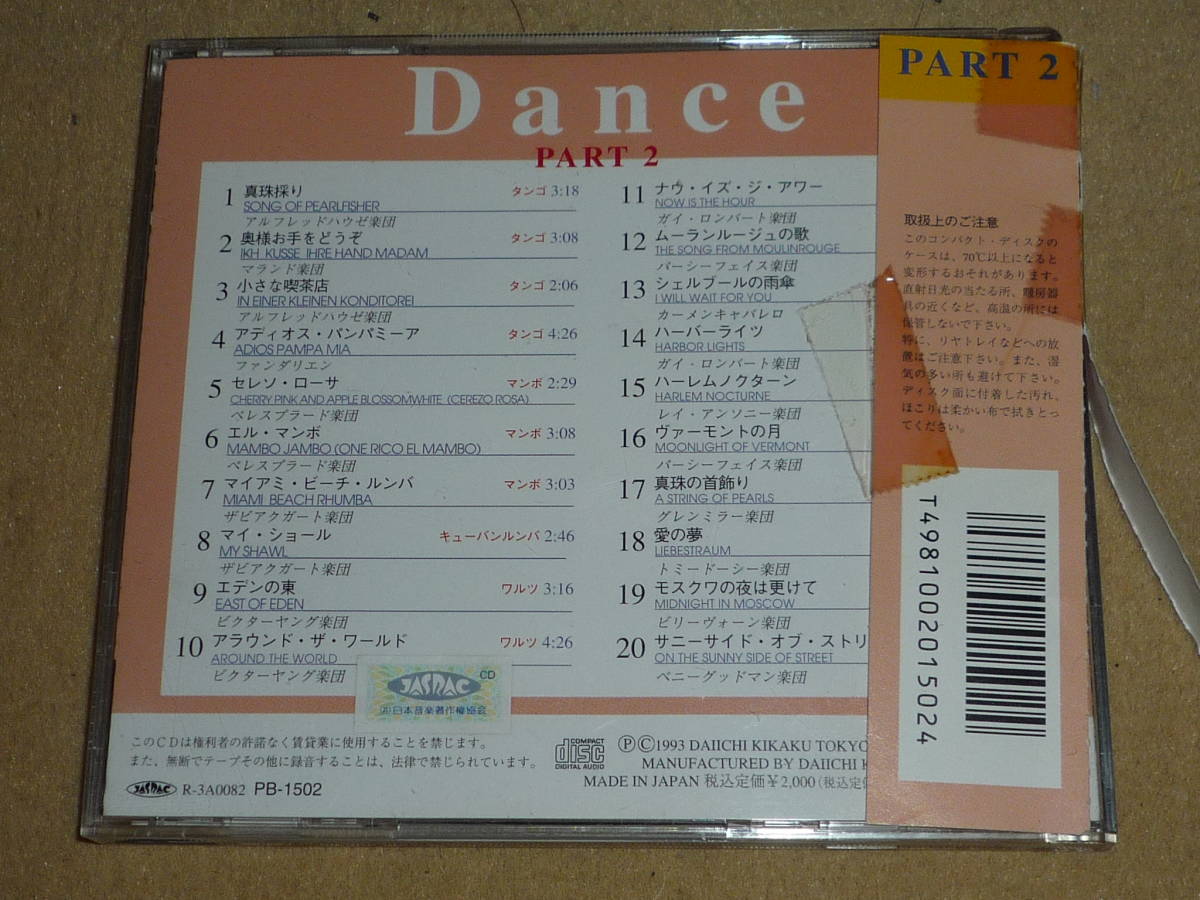 Dance
PART 2
1 真珠採り タンゴ 3:18
SONG OF PEARLFISHER
アルフレッドハウゼ楽団
2 奥様お手をどうぞ タンゴ 3:08
IKH KUSSE IHRE HAND MADAM
マランド楽団
3 小さな喫茶店 タンゴ 2:06
IN EINER KLEINEN KONDITOREI
アルフレッドハウゼ楽団
4 アディオス・パンパミーア タンゴ 4:26
ADIOS PAMPA MIA
ファンダリエン
5 セレソ・ローサ マンボ 2:29
CHERRY PINK AND APPLE BLOSSOMWHITE (CEREZO ROSA)
ペレスプラード楽団
6 エル・マンボ マンボ 3:08
MAMBO JAMBO (ONE RICO EL MAMBO)
ペレスプラード楽団
7 マイアミ・ビーチ・ルンバ マンボ 3:03
MIAMI BEACH RHUMBA
ザビアクガート楽団
8 マイ・ショール キューバンルンバ 2:46
MY SHAWL
ザビアクガート楽団
9 エデンの東 ワルツ 3:16
EAST OF EDEN
ビクターヤング楽団
10 アラウンド・ザ・ワールド ワルツ 4:26
AROUND THE WORLD
ビクターヤング楽団
11 ナウ・イズ・ジ・アワー
NOW IS THE HOUR
ガイ・ロンバート楽団
12 ムーランルージュの歌
THE SONG FROM MOULINROUGE
パーシーフェイス楽団
13 シェルブールの雨傘
I WILL WAIT FOR YOU
カーメンキャバレロ
14 ハーバーライツ
HARBOR LIGHTS
ガイ・ロンバート楽団
15 ハーレムノクターン
HARLEM NOCTURNE
レイ・アンソニー楽団
16 ヴァーモントの月
MOONLIGHT OF VERMONT
パーシーフェイス楽団
17 真珠の首飾り
A STRING OF PEARLS
グレンミラー楽団
18 愛の夢
LIEBESTRAUM
トミードーシー楽団
19 モスクワの夜は更けて
MIDNIGHT IN MOSCOW
ビリーヴォーン楽団
20 サニーサイド・オブ・ストリ
ON THE SUNNY SIDE OF STREET
ベニーグッドマン楽団
JASRAC CD
(社)日本音楽著作権協会
このCDは権利者の許諾なく賃貸業に使用することを禁じます。
また、無断でテープその他に録音することは、法律で禁じられています。
JASRAC R-3A0082 PB-1502
COMPACT disc DIGITAL AUDIO
ⓅⒸ1993 DAIICHI KIKAKU TOKYO
MANUFACTURED BY DAIICHI K
MADE IN JAPAN 税込定価¥2,000(税込定価
PART 2
取扱上のご注意
このコンパクト・ディスクの
ケースは、70℃以上になると
変形するおそれがあります。
直射日光の当たる所、暖房器
具の近くなど、高温の所には
保管しないで下さい。
特に、リヤトレイなどへの放
置はご注意下さい。また、湿
気の多い所も避けて下さい。
ディスク面に付着した汚れ、
ほこりは柔かい布で拭きとっ
てください。
T4981002015024